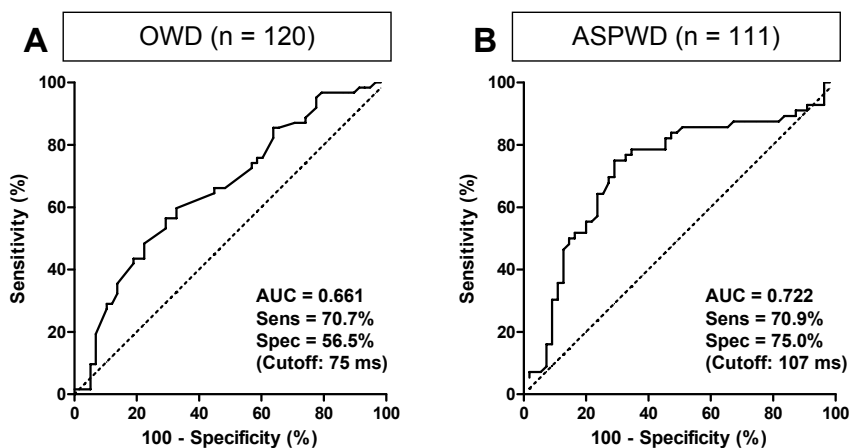 A
OWD (n = 120)
100
80
60
40
20
0
Sensitivity (%)
AUC = 0.661
Sens = 70.7%
Spec = 56.5%
(Cutoff: 75 ms)
0 20 40 60 80 100
100 - Specificity (%)
B
ASPWD (n = 111)
100
80
60
40
20
0
Sensitivity (%)
AUC = 0.722
Sens = 70.9%
Spec = 75.0%
(Cutoff: 107 ms)
0 20 40 60 80 100
100 - Specificity (%)